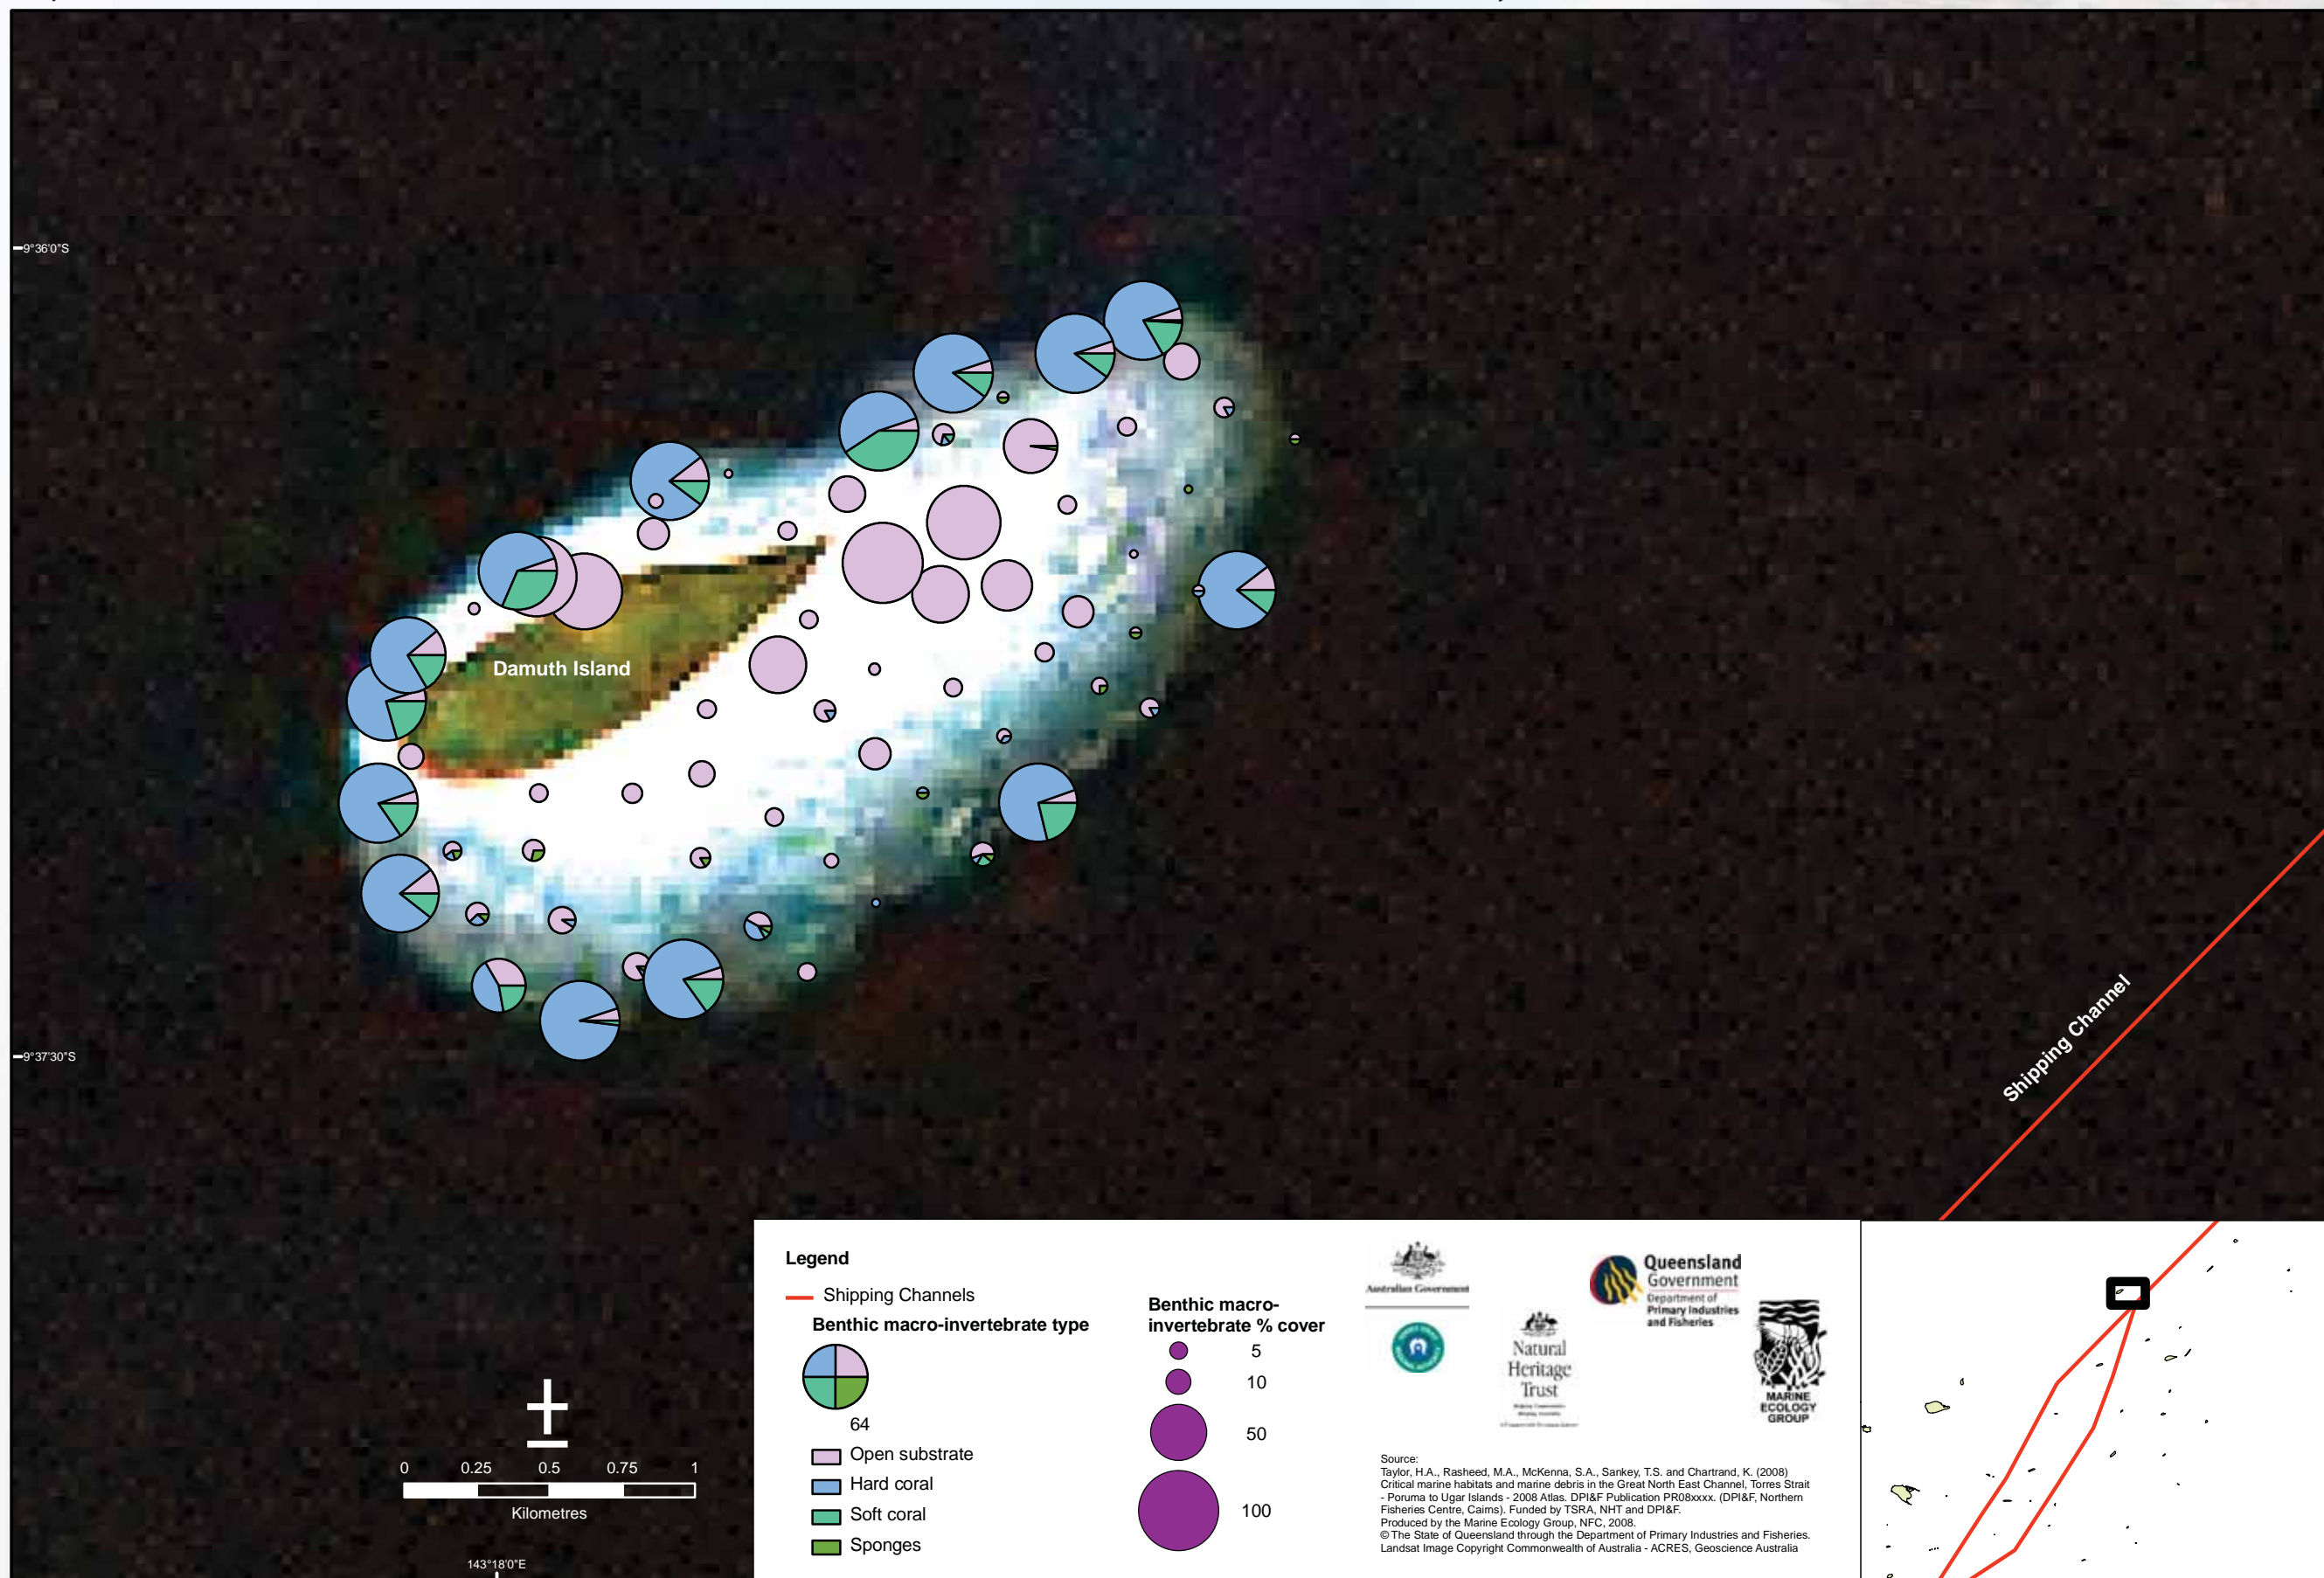 9°36'0"S
Damuth Island
9°37'30"S
Shipping Channel
0 0.25 0.5 0.75 1
Kilometres
143°18'0"E
Legend
Shipping Channels
Benthic macro-invertebrate type
64
Open substrate
Hard coral
Soft coral
Sponges
Benthic macro-
invertebrate % cover
5
10
50
100
Australian Government
Natural
Heritage
Trust
Queensland
Government
Department of
Primary Industries
and Fisheries
MARINE
ECOLOGY
GROUP
Source:
Taylor, H.A., Rasheed, M.A., McKenna, S.A., Sankey, T.S. and Chartrand, K. (2008)
Critical marine habitats and marine debris in the Great North East Channel, Torres Strait
- Poruma to Ugar Islands - 2008 Atlas. DPI&F Publication PR08xxxx. (DPI&F, Northern
Fisheries Centre, Cairns). Funded by TSRA, NHT and DPI&F.
Produced by the Marine Ecology Group, NFC, 2008.
© The State of Queensland through the Department of Primary Industries and Fisheries.
Landsat Image Copyright Commonwealth of Australia - ACRES, Geoscience Australia